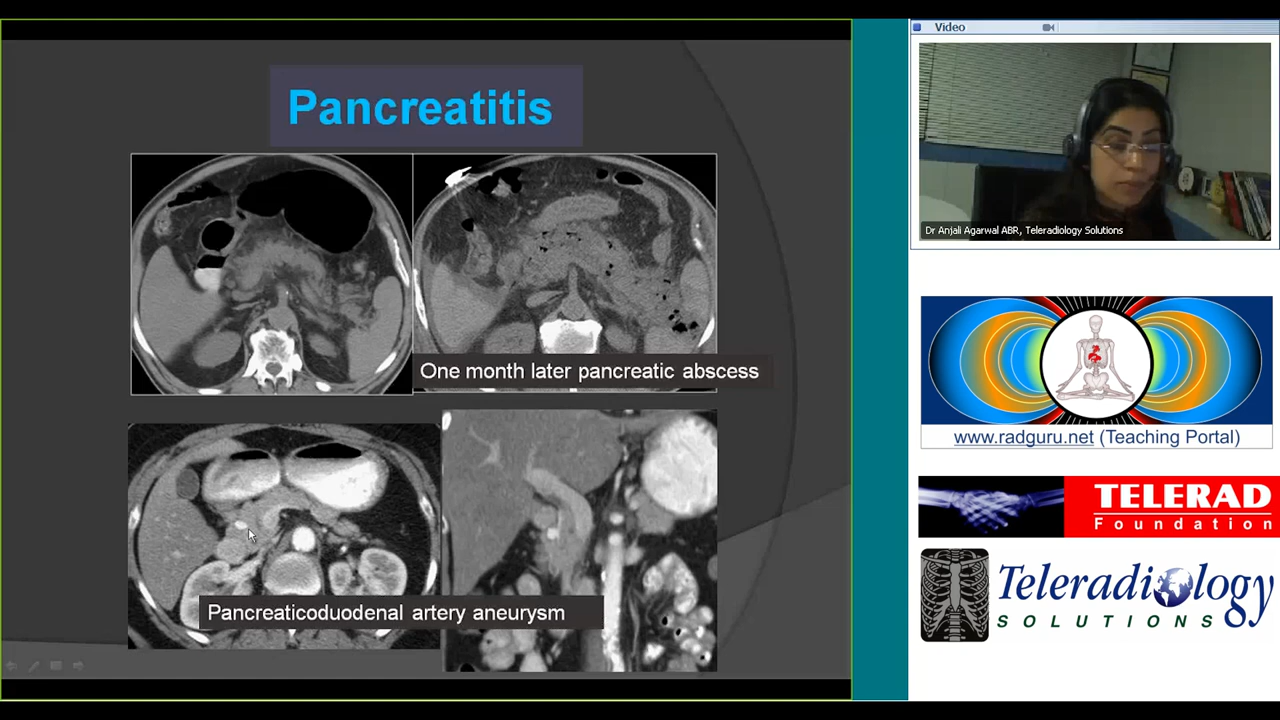 Pancreatitis
One month later pancreatic abscess
Pancreaticoduodenal artery aneurysm
Video
Dr Anjali Agarwal ABR, Teleradiology Solutions
www.radguru.net (Teaching Portal)
TELERAD
Foundation
Teleradiology
SOLUTIONS